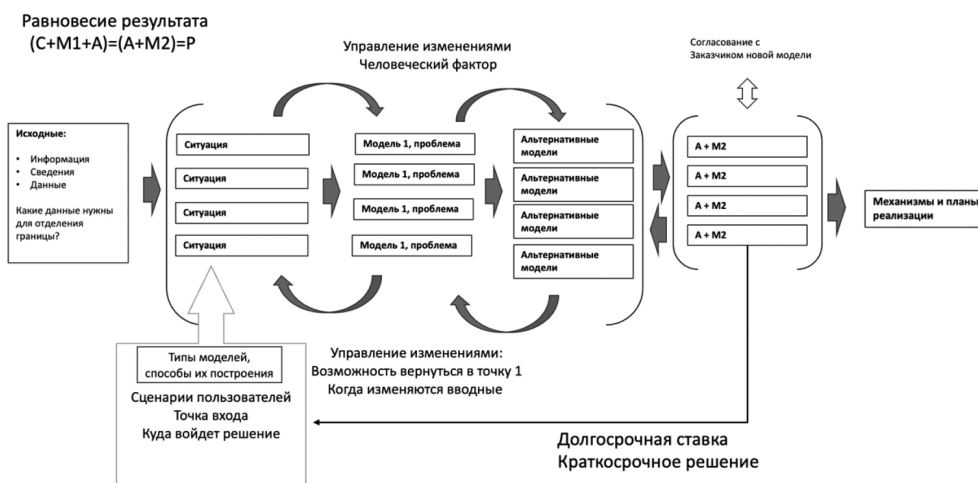 Равновесие результата
(С+М1+А)=(А+М2)=Р
Управление изменениями
Человеческий фактор
Согласование с
Заказчиком новой модели
Исходные:
• Информация
• Сведения
• Данные
Какие данные нужны
для отделения
границы?
Ситуация
Ситуация
Ситуация
Ситуация
Модель 1, проблема
Модель 1, проблема
Модель 1, проблема
Модель 1, проблема
Альтернативные
модели
Альтернативные
модели
Альтернативные
модели
Альтернативные
модели
А + М2
А + М2
А + М2
А + М2
Механизмы и планы
реализации
Типы моделей,
способы их построения
Сценарии пользователей
Точка входа
Куда войдет решение
Управление изменениями:
Возможность вернуться в точку 1
Когда изменяются вводные
Долгосрочная ставка
Краткосрочное решение